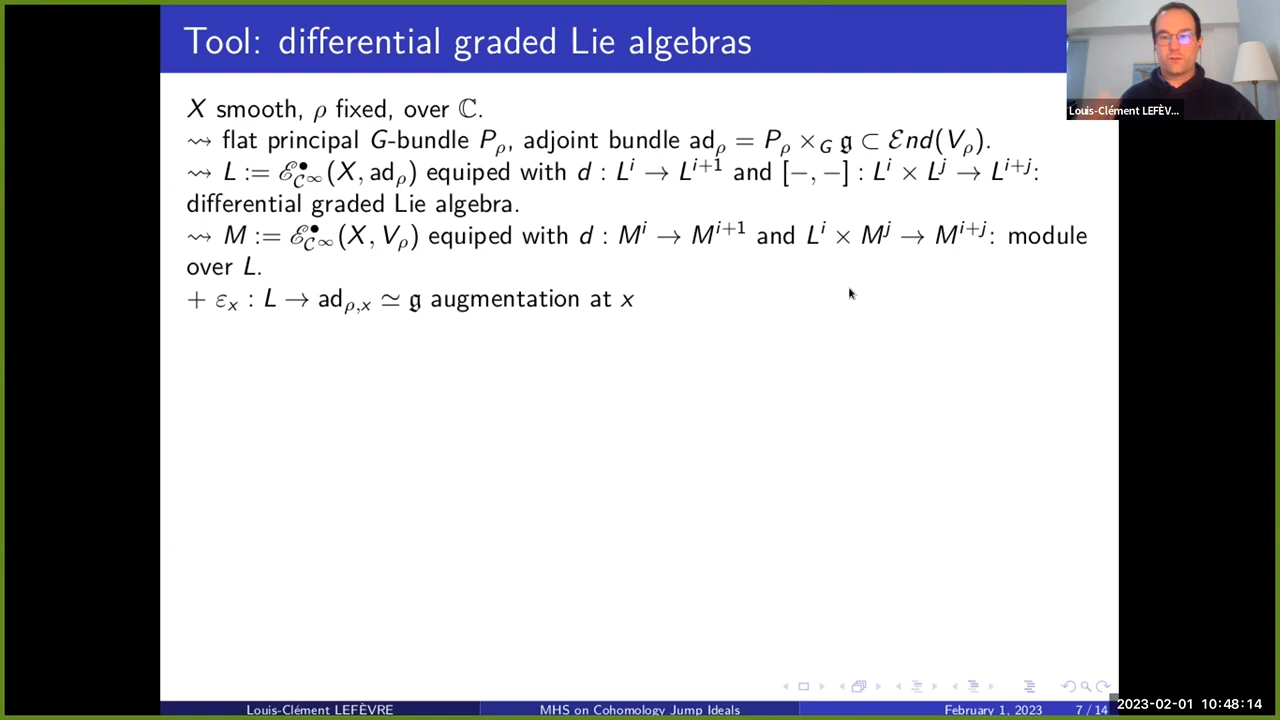 Tool: differential graded Lie algebras
Louis-Clément LEFÈV...
X smooth, ρ fixed, over ℂ.
⇝ flat principal G-bundle P_ρ, adjoint bundle ad_ρ = P_ρ ×_G 𝔤 ⊂ ℰnd(V_ρ).
⇝ L := ℰ^•_{C^∞}(X, ad_ρ) equiped with d : L^i → L^{i+1} and [−, −] : L^i × L^j → L^{i+j}:
differential graded Lie algebra.
⇝ M := ℰ^•_{C^∞}(X, V_ρ) equiped with d : M^i → M^{i+1} and L^i × M^j → M^{i+j}: module
over L.
+ ε_x : L → ad_{ρ,x} ≃ 𝔤 augmentation at x
Louis-Clément LEFÈVRE
MHS on Cohomology Jump Ideals
February 1, 2023
7 / 14
2023-02-01 10:48:14